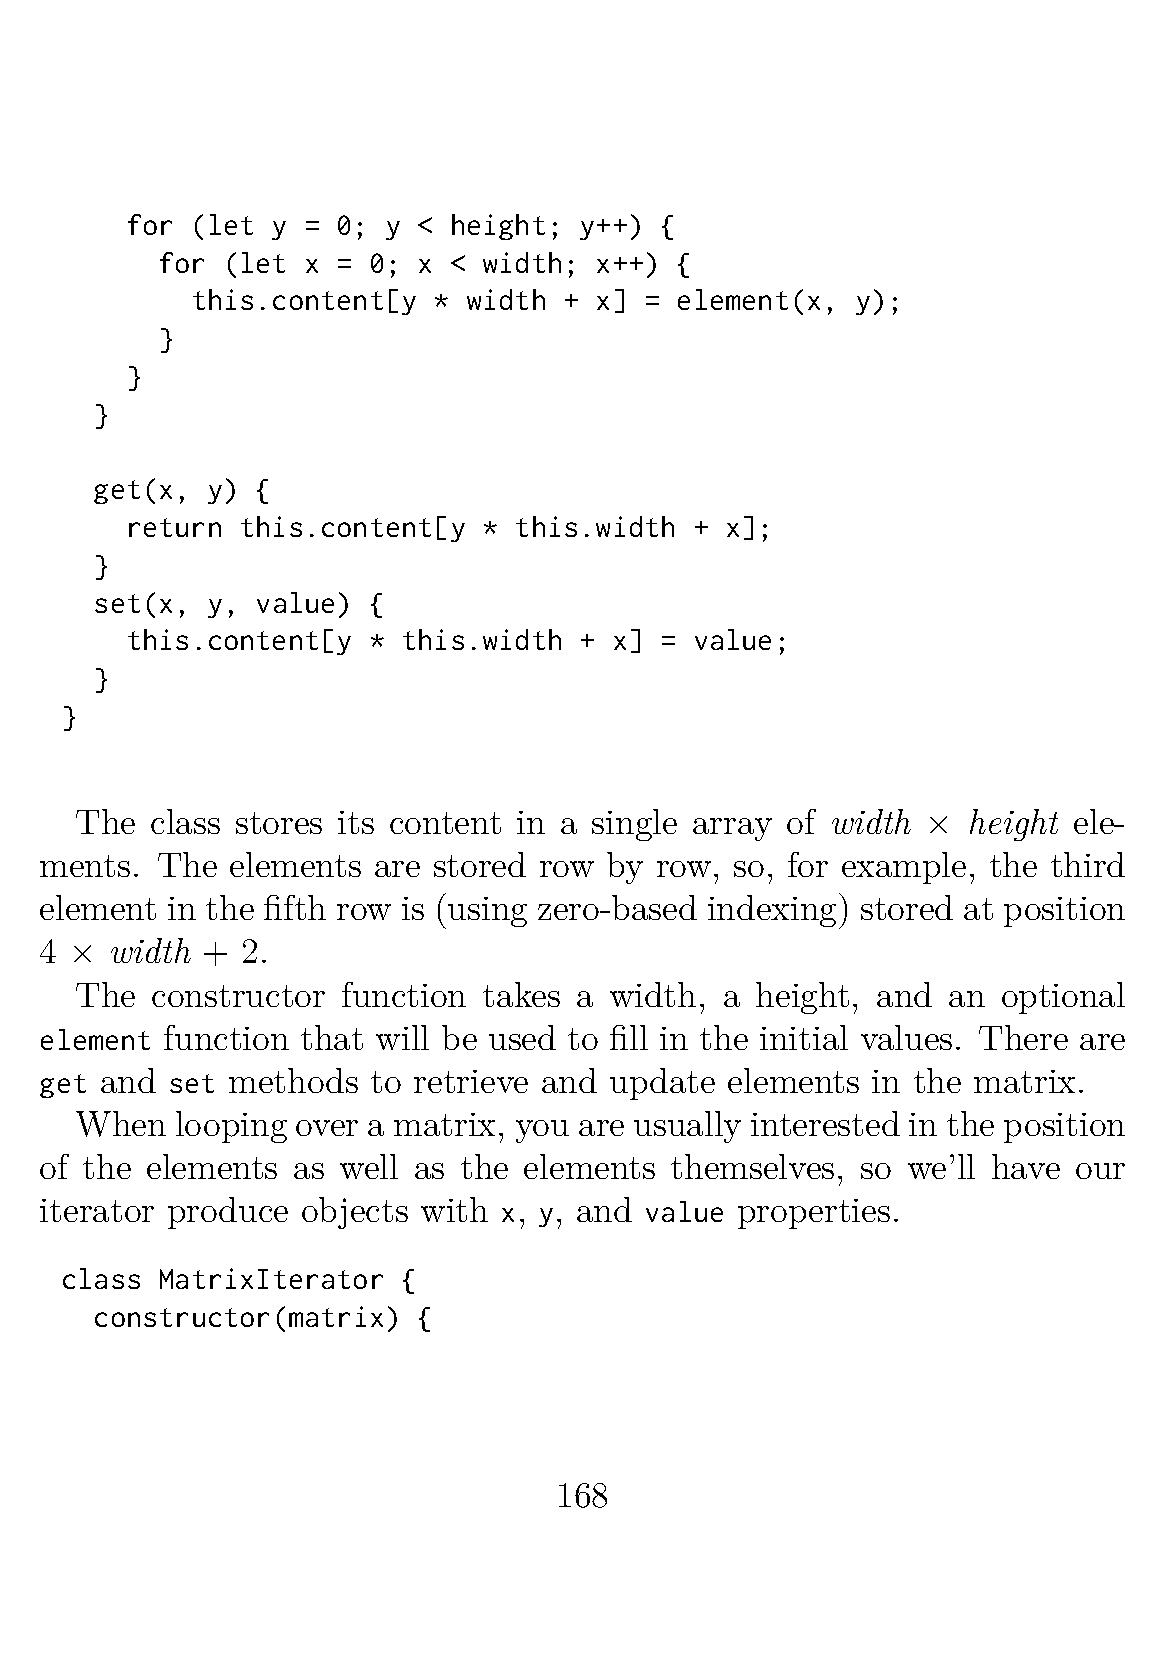 for (let y = 0; y < height; y++) {
      for (let x = 0; x < width; x++) {
        this.content[y * width + x] = element(x, y);
      }
    }
  }

  get(x, y) {
    return this.content[y * this.width + x];
  }
  set(x, y, value) {
    this.content[y * this.width + x] = value;
  }
}

The class stores its content in a single array of width × height ele-
ments. The elements are stored row by row, so, for example, the third
element in the fifth row is (using zero-based indexing) stored at position
4 × width + 2.
The constructor function takes a width, a height, and an optional
element function that will be used to fill in the initial values. There are
get and set methods to retrieve and update elements in the matrix.
When looping over a matrix, you are usually interested in the position
of the elements as well as the elements themselves, so we'll have our
iterator produce objects with x, y, and value properties.

class MatrixIterator {
  constructor(matrix) {

168